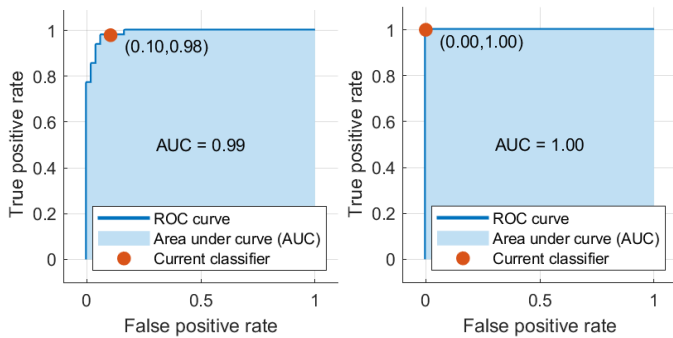 1
0.8
0.6
0.4
0.2
0
True positive rate
(0.10,0.98)
AUC = 0.99
ROC curve
Area under curve (AUC)
Current classifier
0
0.5
1
False positive rate
1
0.8
0.6
0.4
0.2
0
True positive rate
(0.00,1.00)
AUC = 1.00
ROC curve
Area under curve (AUC)
Current classifier
0
0.5
1
False positive rate